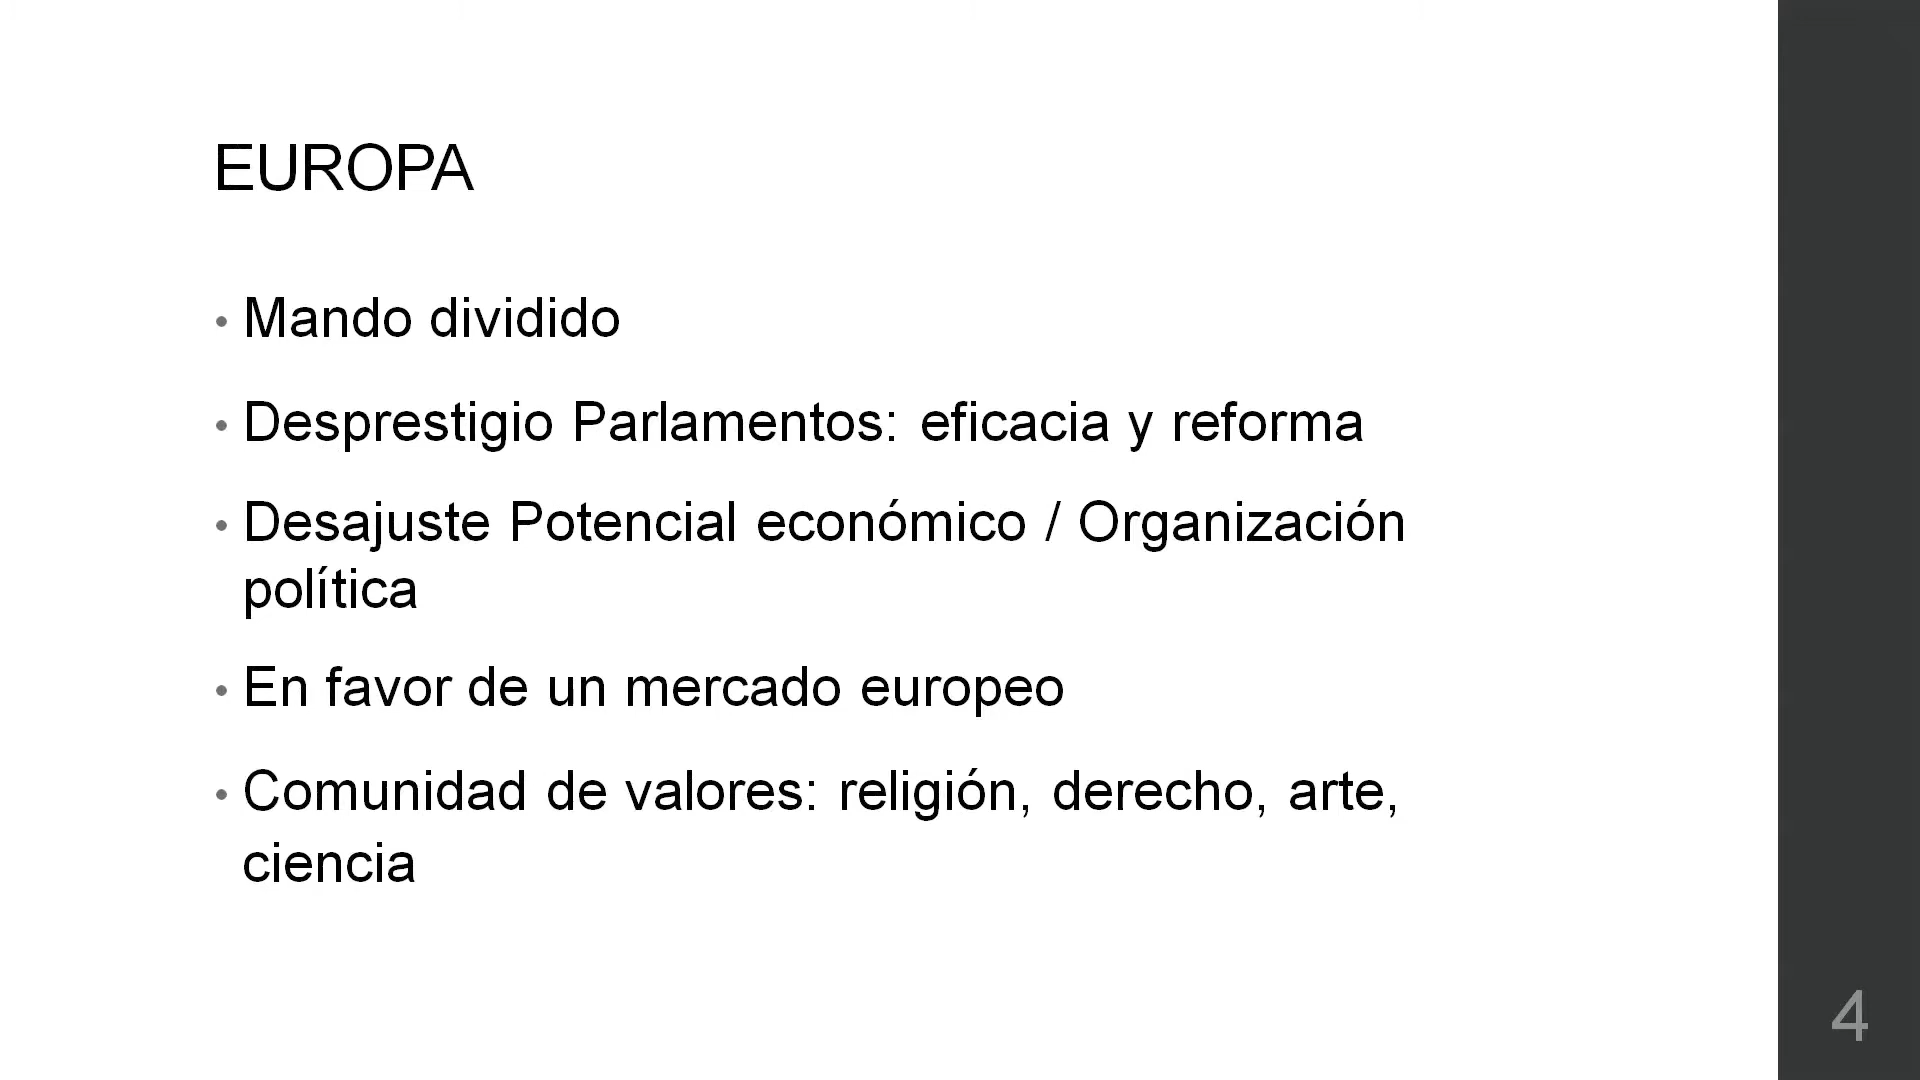 EUROPA
• Mando dividido
• Desprestigio Parlamentos: eficacia y reforma
• Desajuste Potencial económico / Organización
política
• En favor de un mercado europeo
• Comunidad de valores: religión, derecho, arte,
ciencia
4